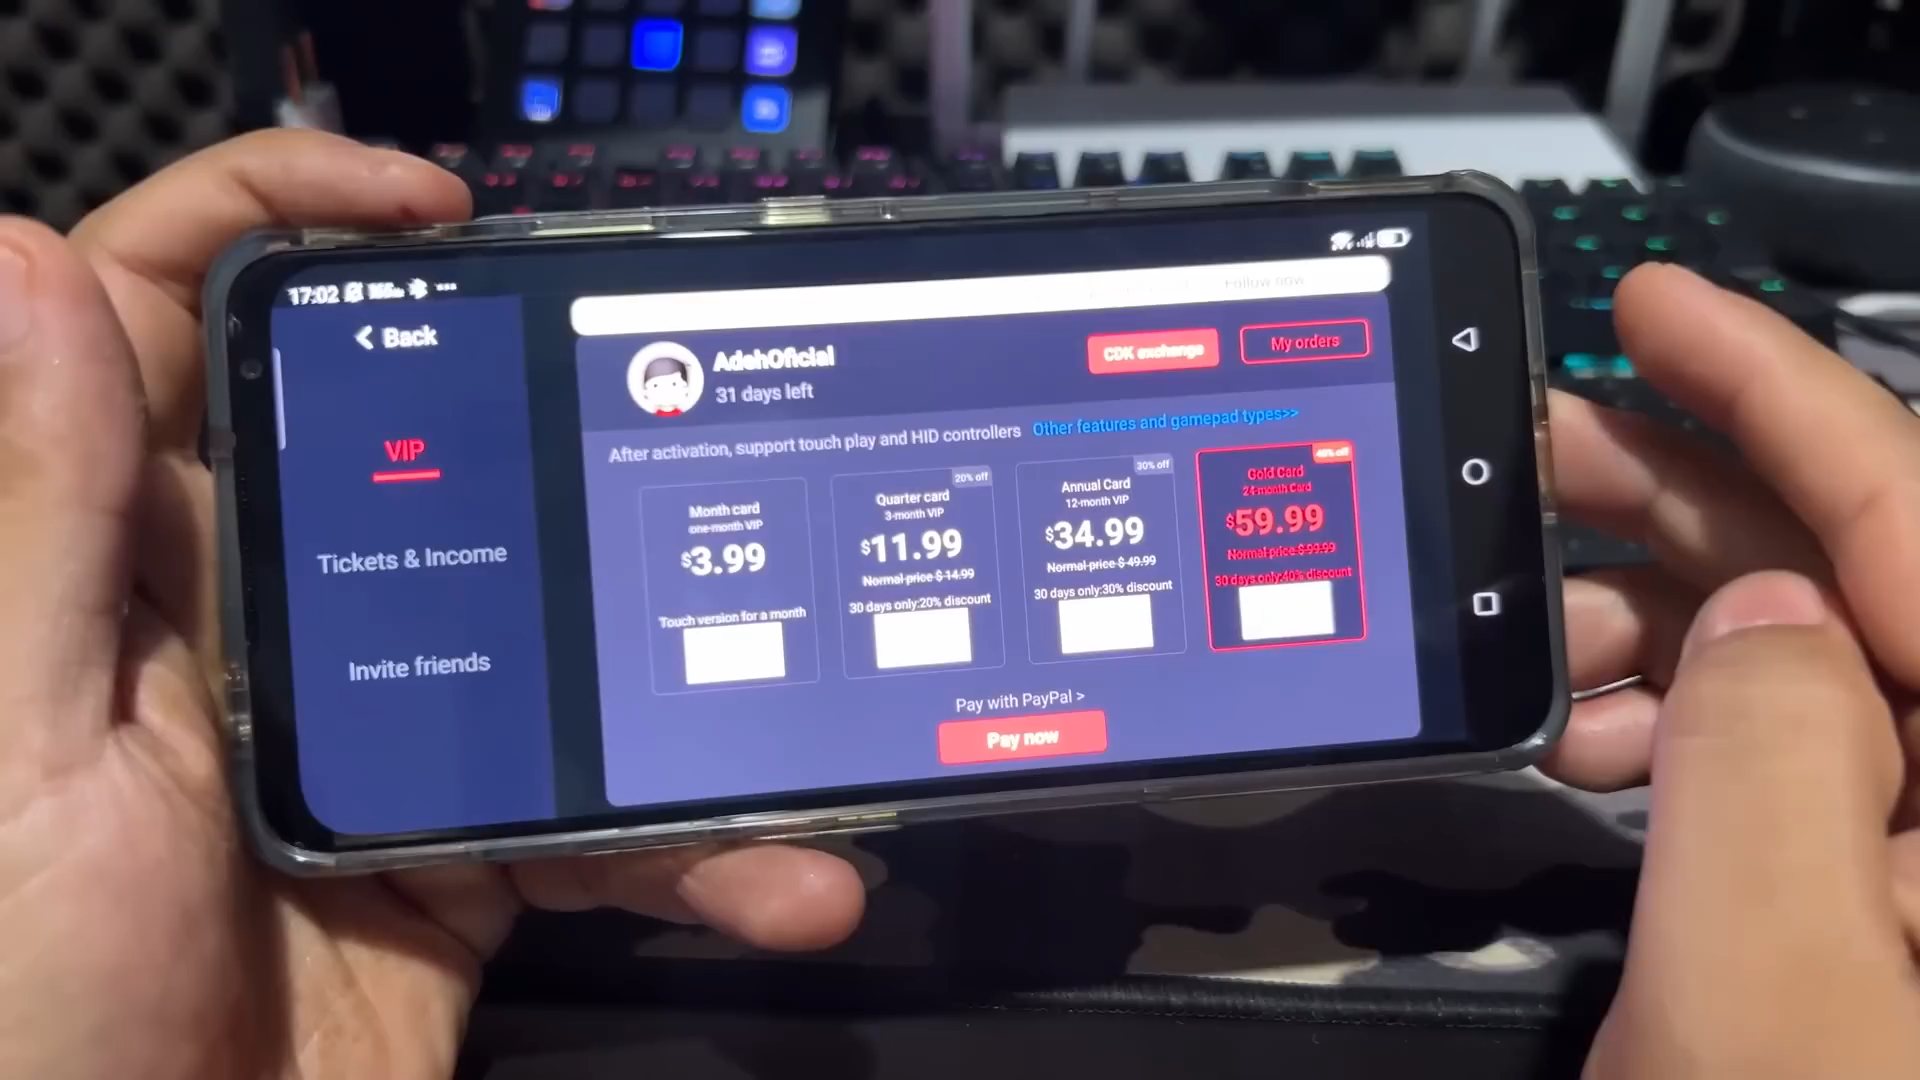 17:02
Follow now
< Back
VIP
Tickets & Income
Invite friends
AdehOficial
31 days left
CDK exchange
My orders
After activation, support touch play and HID controllers
Other features and gamepad types>>
Month card
one-month VIP
$3.99
Touch version for a month
20% off
Quarter card
3-month VIP
$11.99
Normal price $ 14.99
30 days only:20% discount
30% off
Annual Card
12-month VIP
$34.99
Normal price $ 49.99
30 days only:30% discount
40% off
Gold Card
24-month Card
$59.99
Normal price $ 99.99
30 days only:40% discount
Pay with PayPal >
Pay now